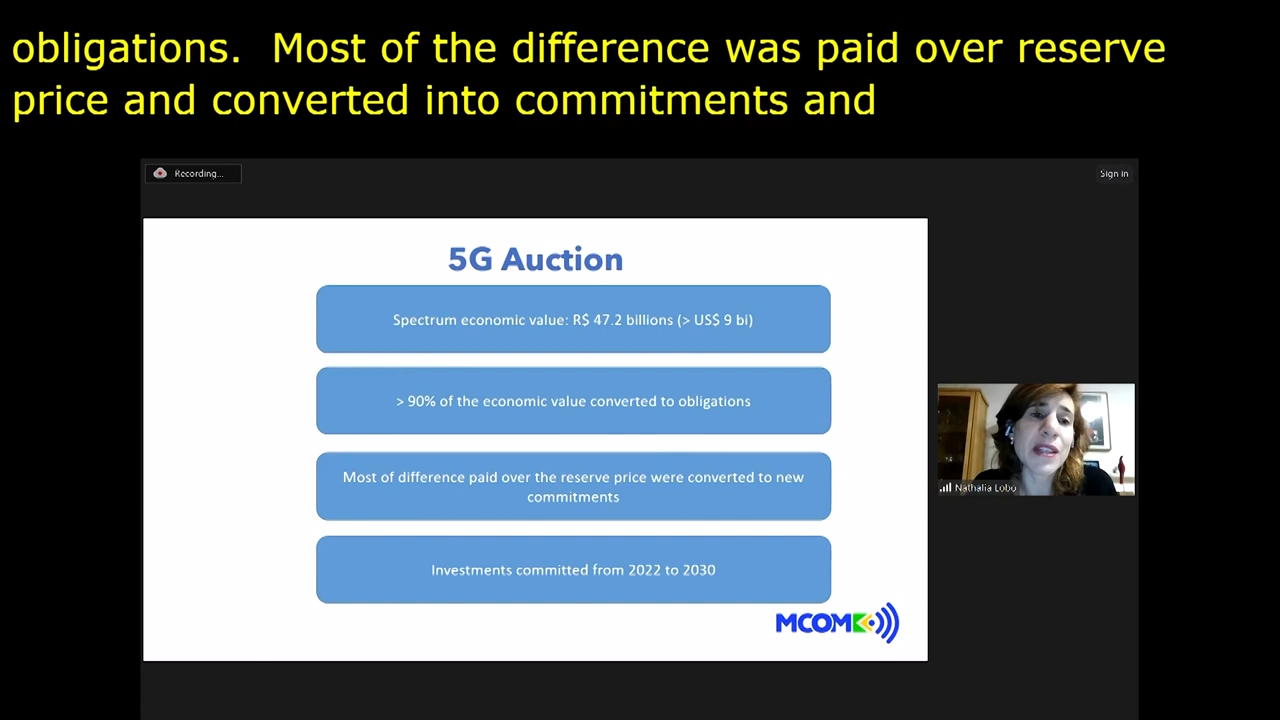 obligations.  Most of the difference was paid over reserve
price and converted into commitments and
Recording...
Sign in
5G Auction
Spectrum economic value: R$ 47.2 billions (> US$ 9 bi)
> 90% of the economic value converted to obligations
Most of difference paid over the reserve price were converted to new
commitments
Nathalia Lobo
Investments committed from 2022 to 2030
MCOM